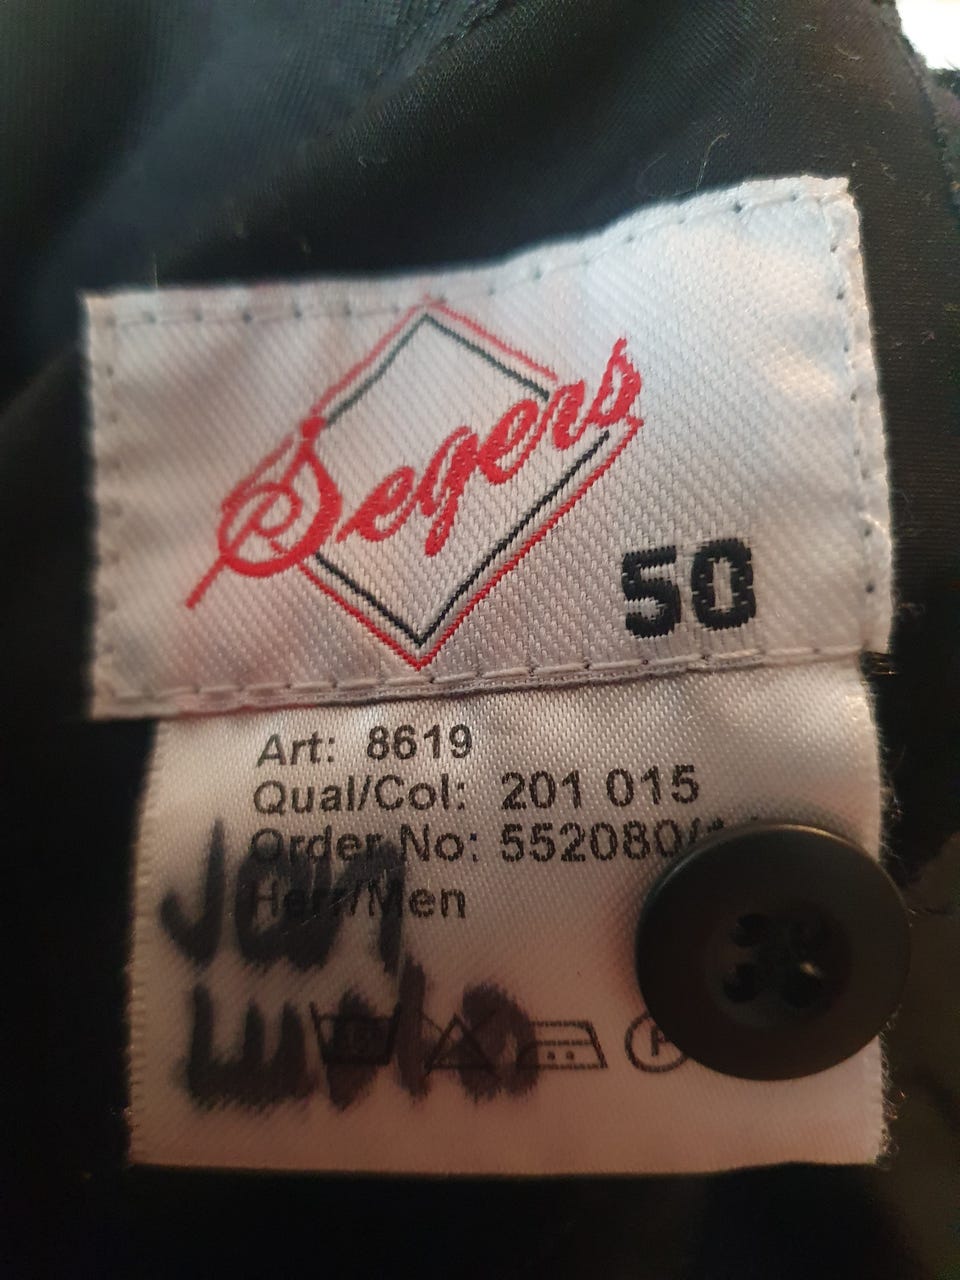 Segers
50
Art: 8619
Qual/Col: 201 015
Order No: 552080/
Herr/Men
P